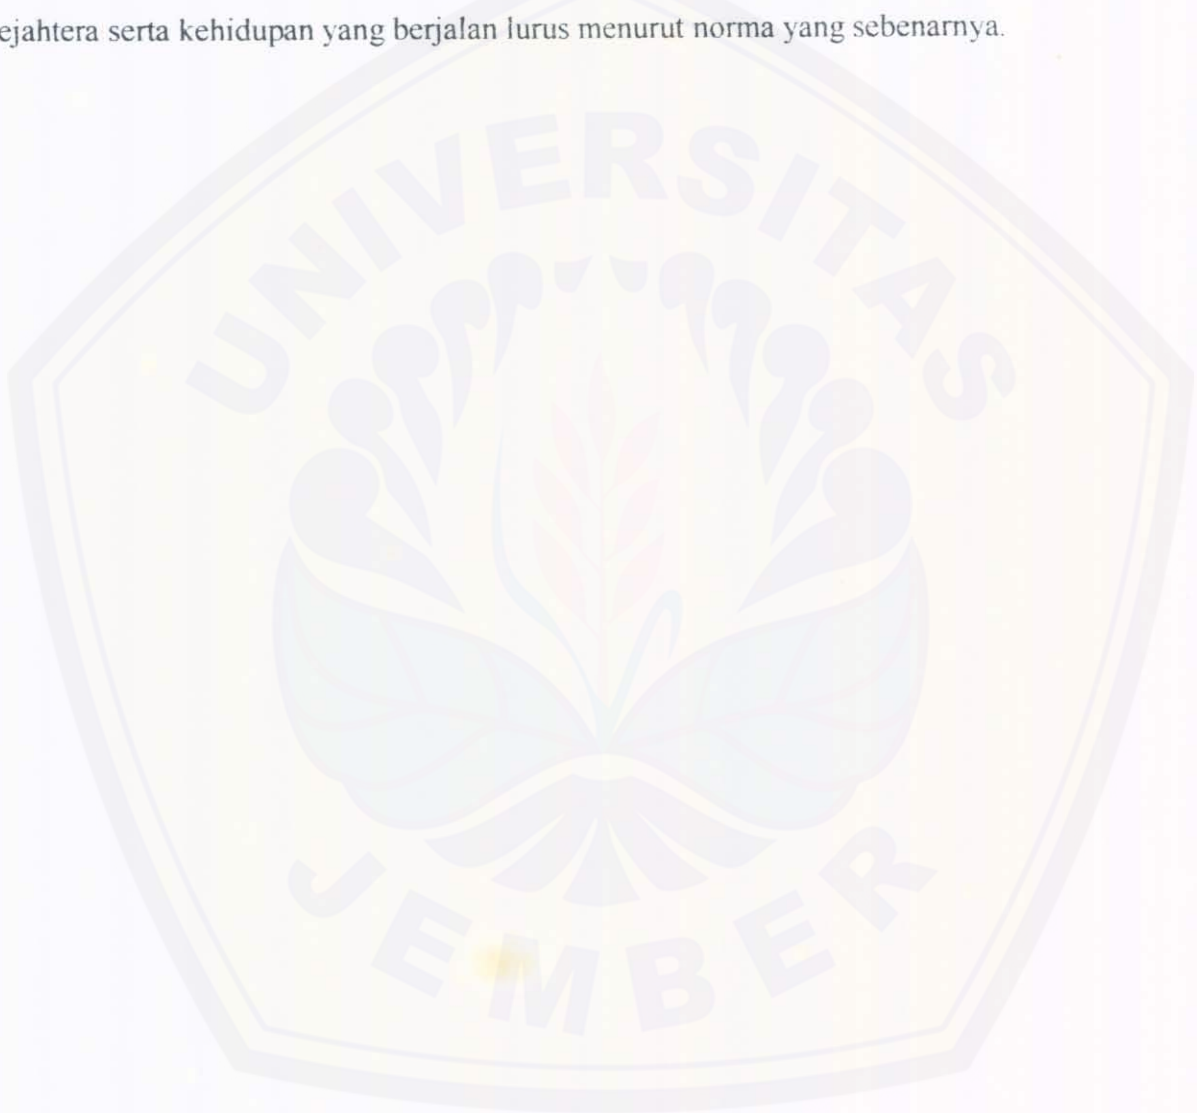 ejahtera serta kehidupan yang berjalan lurus menurut norma yang sebenarnya.
UNIVERSITAS
JEMBER